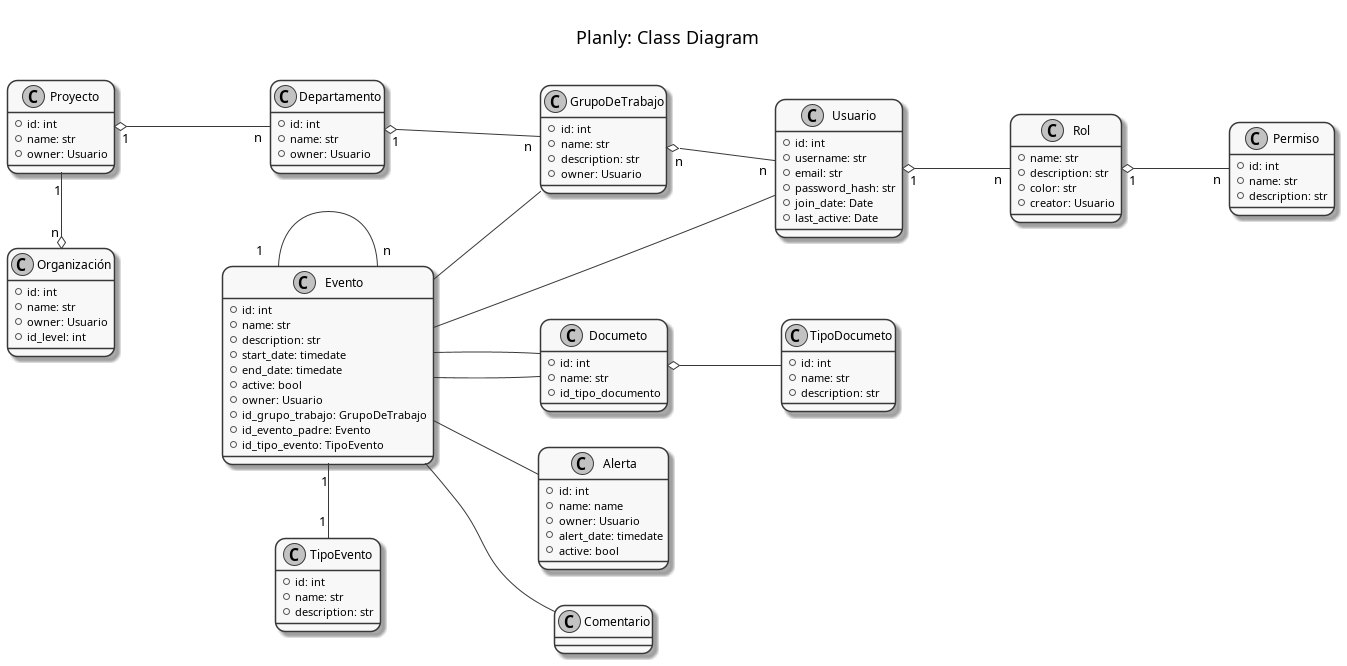 Planly: Class Diagram
C Proyecto
id: int
name: str
owner: Usuario
1
n
C Departamento
id: int
name: str
owner: Usuario
1
n
C GrupoDeTrabajo
id: int
name: str
description: str
owner: Usuario
n
n
C Usuario
id: int
username: str
email: str
password_hash: str
join_date: Date
last_active: Date
1
n
C Rol
name: str
description: str
color: str
creator: Usuario
1
n
C Permiso
id: int
name: str
description: str
1
n
C Organización
id: int
name: str
owner: Usuario
id_level: int
1
n
C Evento
id: int
name: str
description: str
start_date: timedate
end_date: timedate
active: bool
owner: Usuario
id_grupo_trabajo: GrupoDeTrabajo
id_evento_padre: Evento
id_tipo_evento: TipoEvento
C Documeto
id: int
name: str
id_tipo_documento
C TipoDocumeto
id: int
name: str
description: str
C Alerta
id: int
name: name
owner: Usuario
alert_date: timedate
active: bool
1
1
C TipoEvento
id: int
name: str
description: str
C Comentario